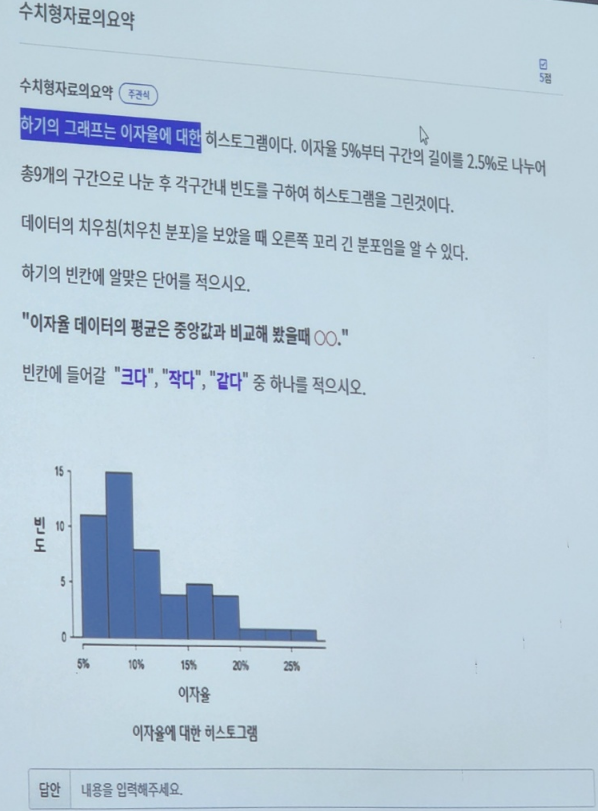 수치형자료의요약
5점
수치형자료의요약 주관식
하기의 그래프는 이자율에 대한 히스토그램이다. 이자율 5%부터 구간의 길이를 2.5%로 나누어
총9개의 구간으로 나눈 후 각구간내 빈도를 구하여 히스토그램을 그린것이다.
데이터의 치우침(치우친 분포)을 보았을 때 오른쪽 꼬리 긴 분포임을 알 수 있다.
하기의 빈칸에 알맞은 단어를 적으시오.
"이자율 데이터의 평균은 중앙값과 비교해 봤을때 ○○."
빈칸에 들어갈 "크다", "작다", "같다" 중 하나를 적으시오.
15
10
5
0
빈도
5% 10% 15% 20% 25%
이자율
이자율에 대한 히스토그램
답안 내용을 입력해주세요.